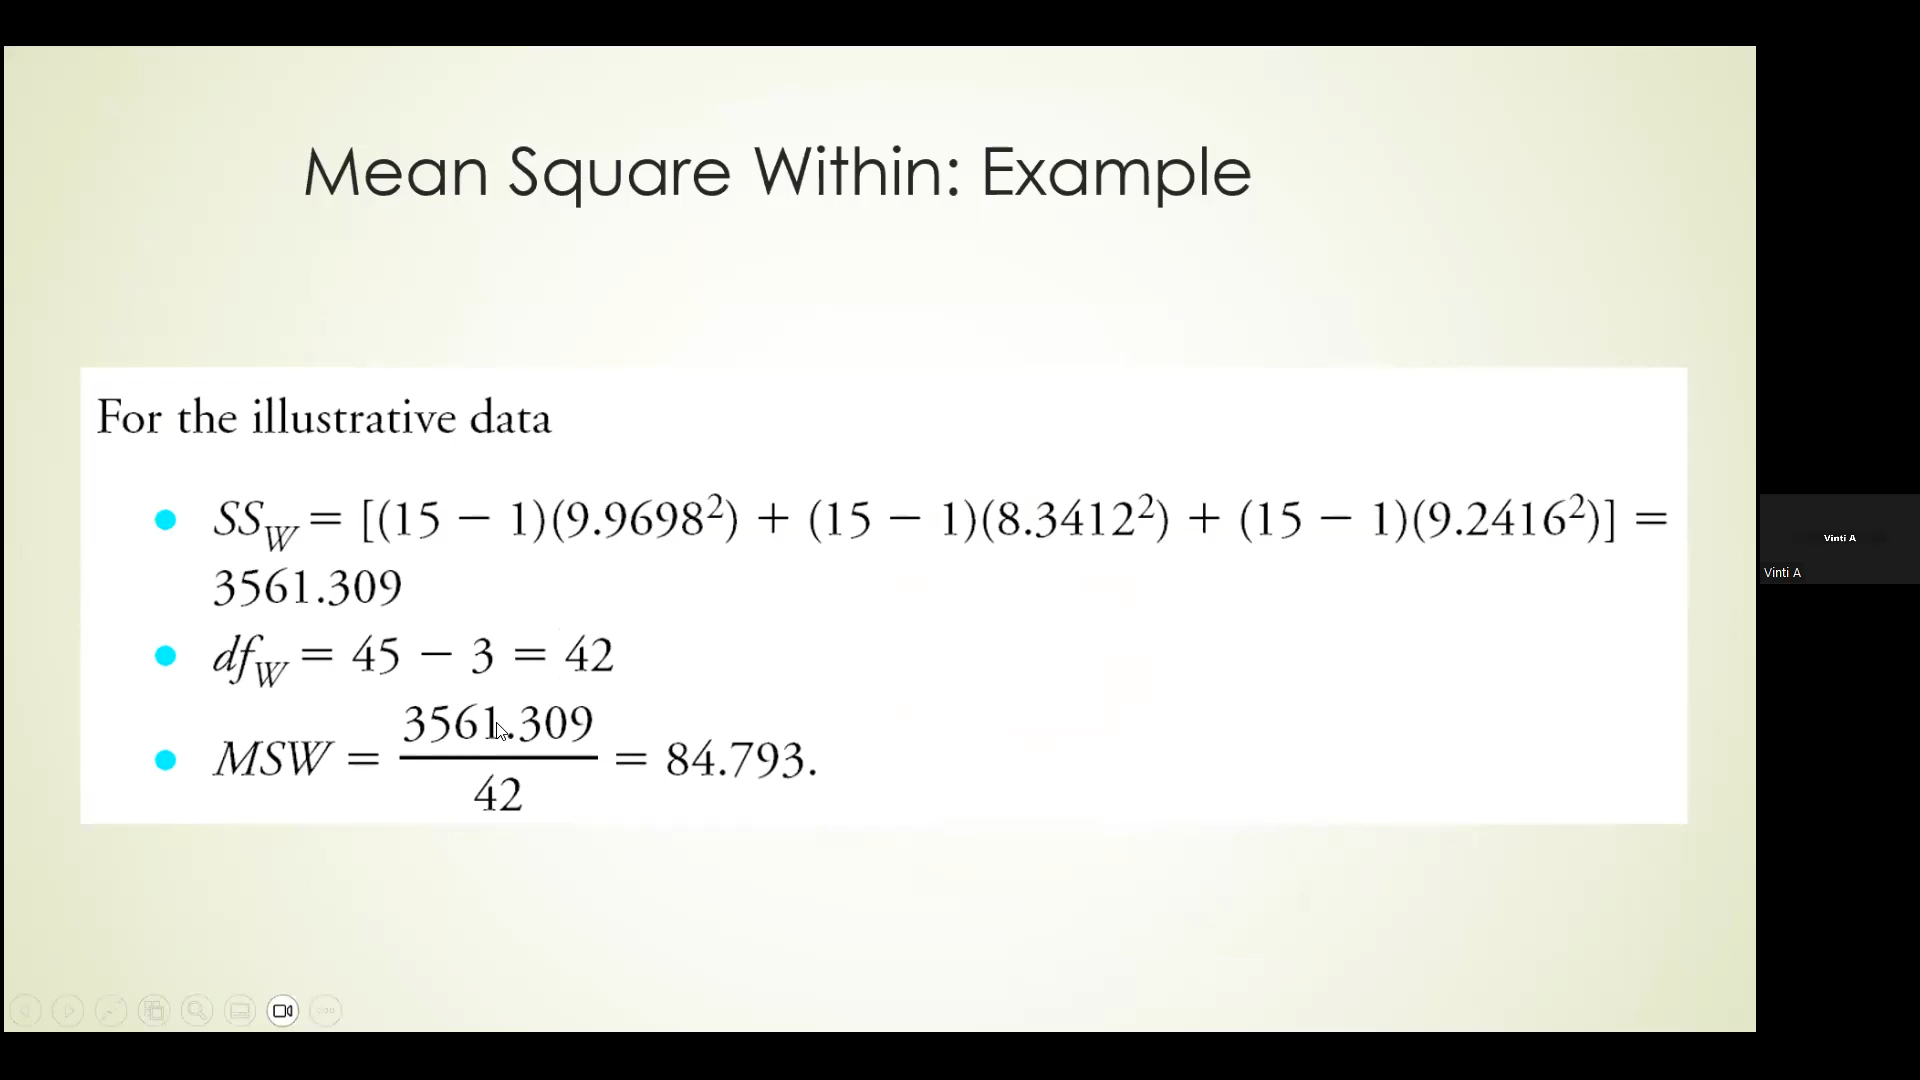 Mean Square Within: Example
For the illustrative data
• SS_W = [(15 − 1)(9.9698²) + (15 − 1)(8.3412²) + (15 − 1)(9.2416²)] =
3561.309
• df_W = 45 − 3 = 42
• MSW = 3561.309 / 42 = 84.793.
Vinti A
Vinti A